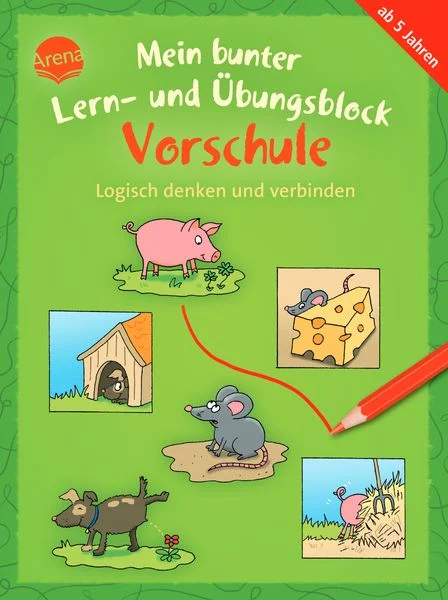 Arena
ab 5 Jahren
Mein bunter
Lern- und Übungsblock
Vorschule
Logisch denken und verbinden